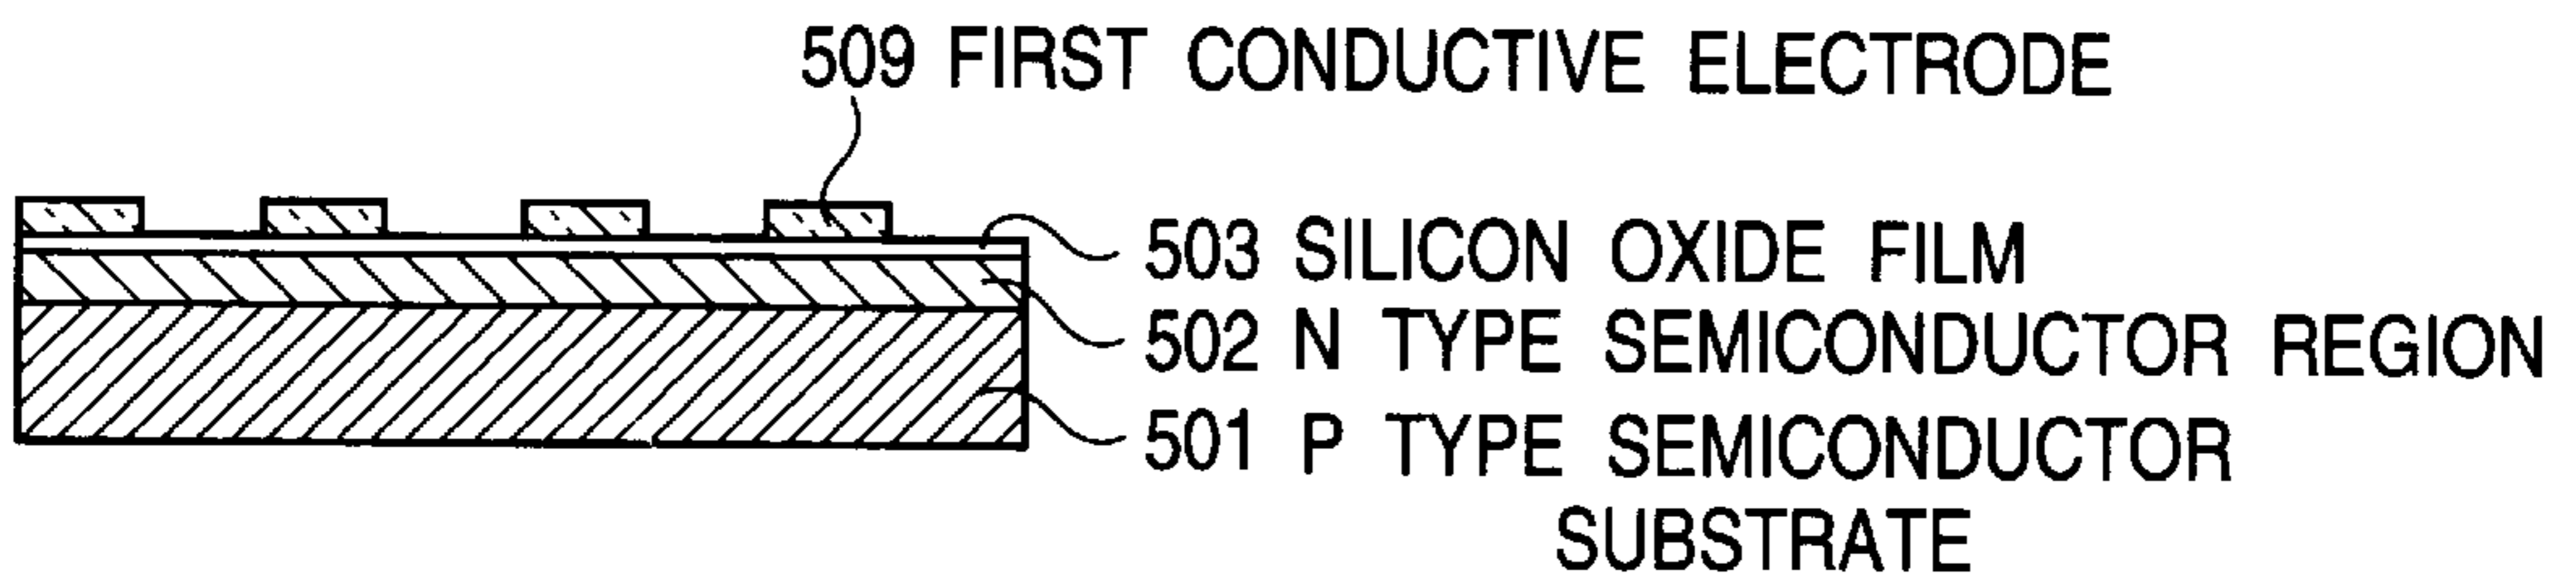 509 FIRST CONDUCTIVE ELECTRODE
503 SILICON OXIDE FILM
502 N TYPE SEMICONDUCTOR REGION
501 P TYPE SEMICONDUCTOR
SUBSTRATE